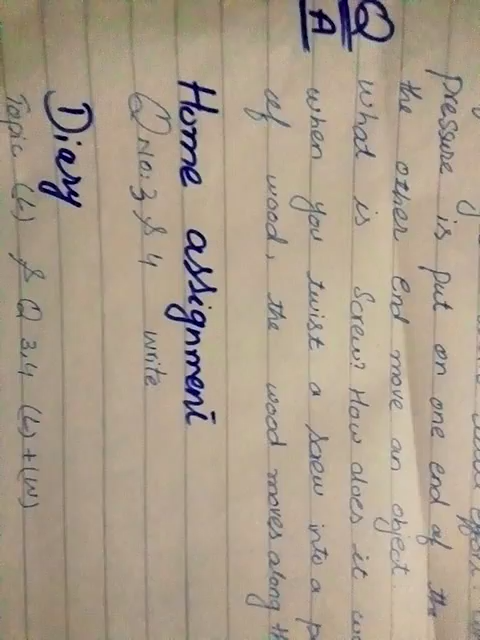 effort.
pressure is put on one end of the
the other end move an object.
Q What is Screw? How does it
A when you twist a screw into a
of wood, the wood moves along
Home assignment
Q No: 3 & 4 write
Diary
Topic (L) & Q 3,4 (L) + (W)